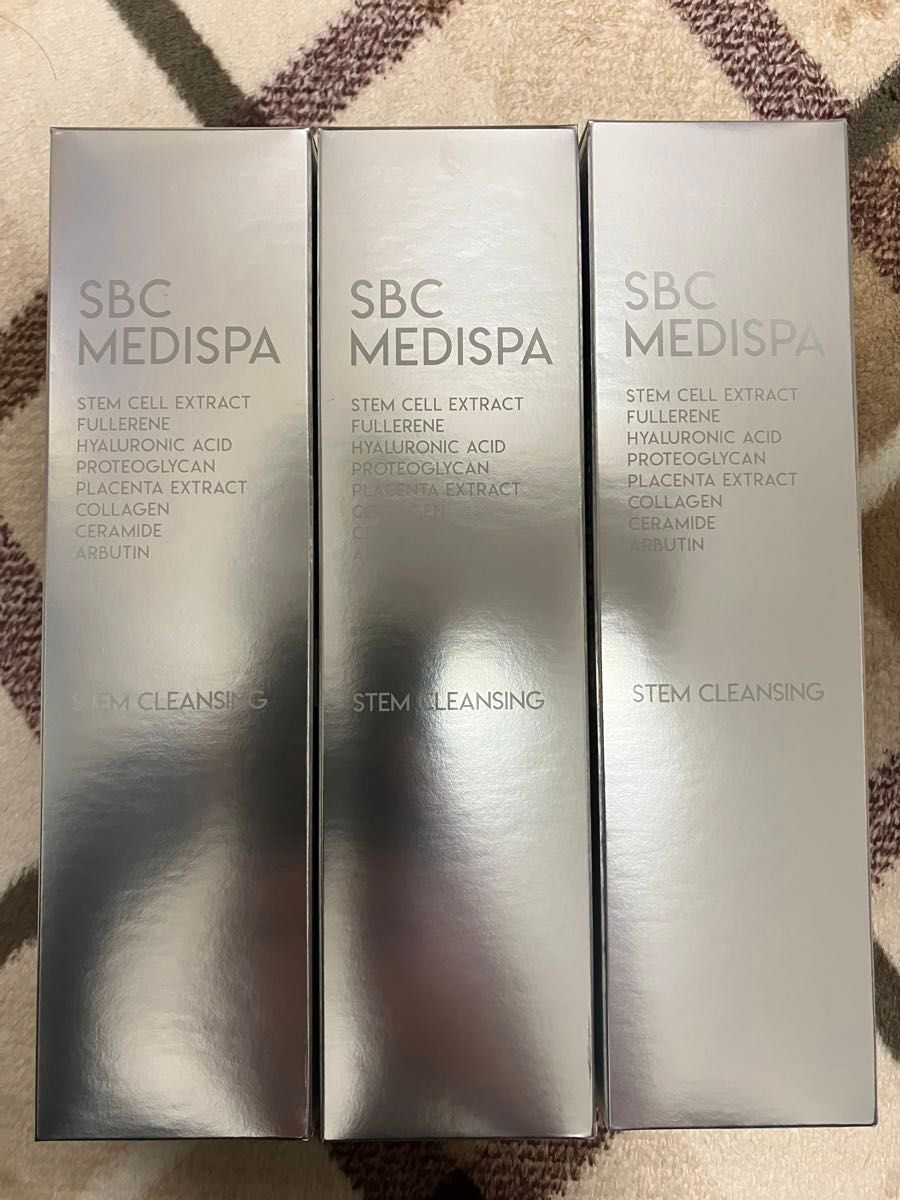 SBC
MEDISPA
STEM CELL EXTRACT
FULLERENE
HYALURONIC ACID
PROTEOGLYCAN
PLACENTA EXTRACT
COLLAGEN
CERAMIDE
ARBUTIN
STEM CLEANSING
SBC
MEDISPA
STEM CELL EXTRACT
FULLERENE
HYALURONIC ACID
PROTEOGLYCAN
PLACENTA EXTRACT
COLLAGEN
STEM CLEANSING
SBC
MEDISPA
STEM CELL EXTRACT
FULLERENE
HYALURONIC ACID
PROTEOGLYCAN
PLACENTA EXTRACT
COLLAGEN
CERAMIDE
ARBUTIN
STEM CLEANSING